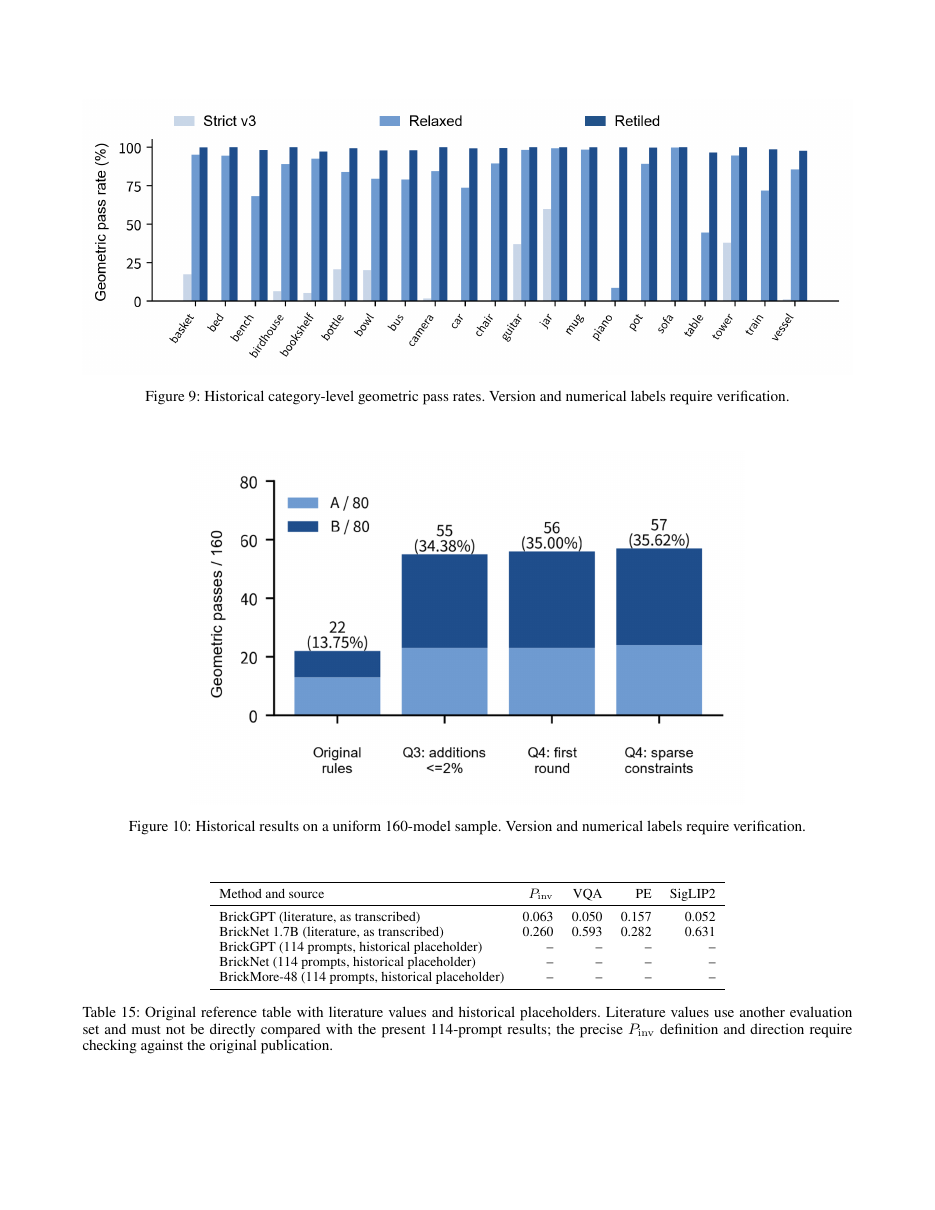 Strict v3 Relaxed Retiled
Geometric pass rate (%)
100
75
50
25
0
basket bed bench birdhouse bookshelf bottle bowl bus camera car chair guitar jar mug piano pot sofa table tower train vessel
Figure 9: Historical category-level geometric pass rates. Version and numerical labels require verification.
Geometric passes / 160
80
60
40
20
0
A / 80
B / 80
22
(13.75%)
55
(34.38%)
56
(35.00%)
57
(35.62%)
Original
rules
Q3: additions
<=2%
Q4: first
round
Q4: sparse
constraints
Figure 10: Historical results on a uniform 160-model sample. Version and numerical labels require verification.
Method and source P_inv VQA PE SigLIP2
BrickGPT (literature, as transcribed) 0.063 0.050 0.157 0.052
BrickNet 1.7B (literature, as transcribed) 0.260 0.593 0.282 0.631
BrickGPT (114 prompts, historical placeholder) – – – –
BrickNet (114 prompts, historical placeholder) – – – –
BrickMore-48 (114 prompts, historical placeholder) – – – –
Table 15: Original reference table with literature values and historical placeholders. Literature values use another evaluation
set and must not be directly compared with the present 114-prompt results; the precise P_inv definition and direction require
checking against the original publication.